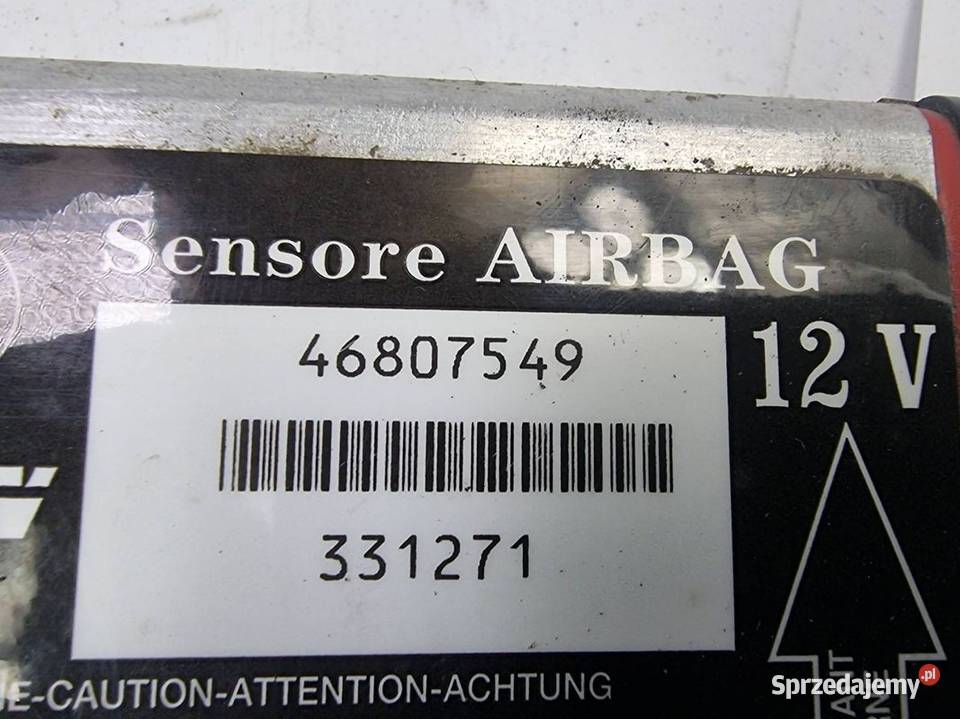 Sensore AIRBAG
46807549
12 V
331271
-CAUTION-ATTENTION-ACHTUNG
Sprzedajemy.pl